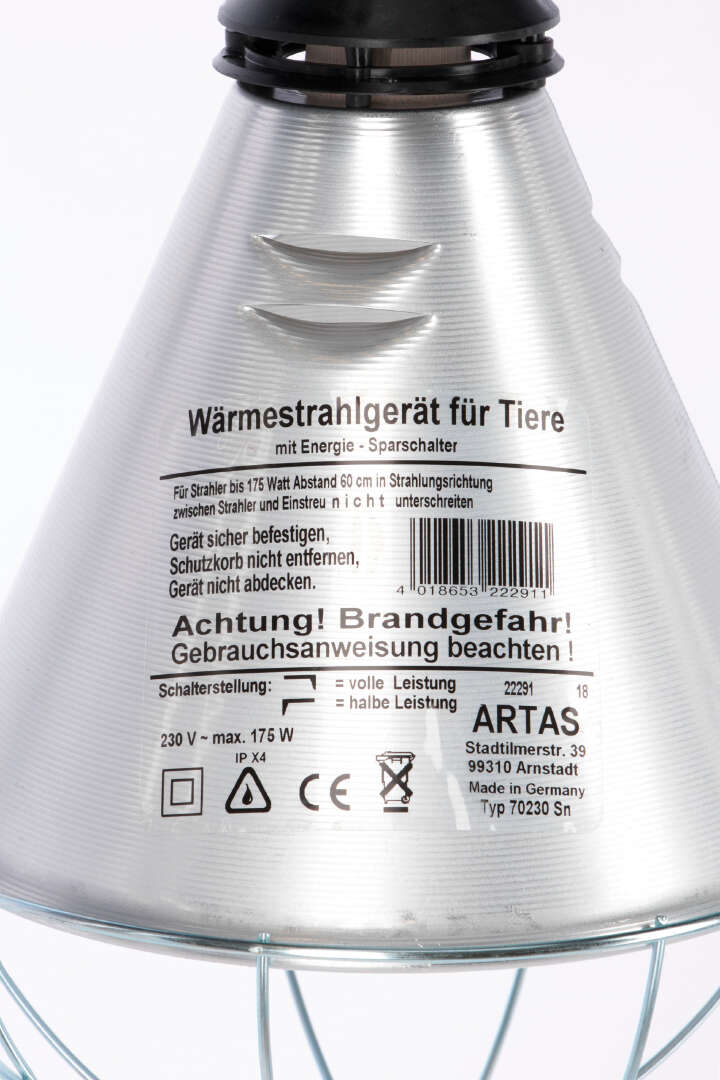 Wärmestrahlgerät für Tiere
mit Energie - Sparschalter
Für Strahler bis 175 Watt Abstand 60 cm in Strahlungsrichtung
zwischen Strahler und Einstreu nicht unterschreiten
Gerät sicher befestigen,
Schutzkorb nicht entfernen,
Gerät nicht abdecken.
4 018653 222911
Achtung! Brandgefahr!
Gebrauchsanweisung beachten !
Schalterstellung: = volle Leistung
= halbe Leistung
22291 18
ARTAS
Stadtilmerstr. 39
99310 Arnstadt
Made in Germany
Typ 70230 Sn
230 V ~ max. 175 W
IP X4
CE